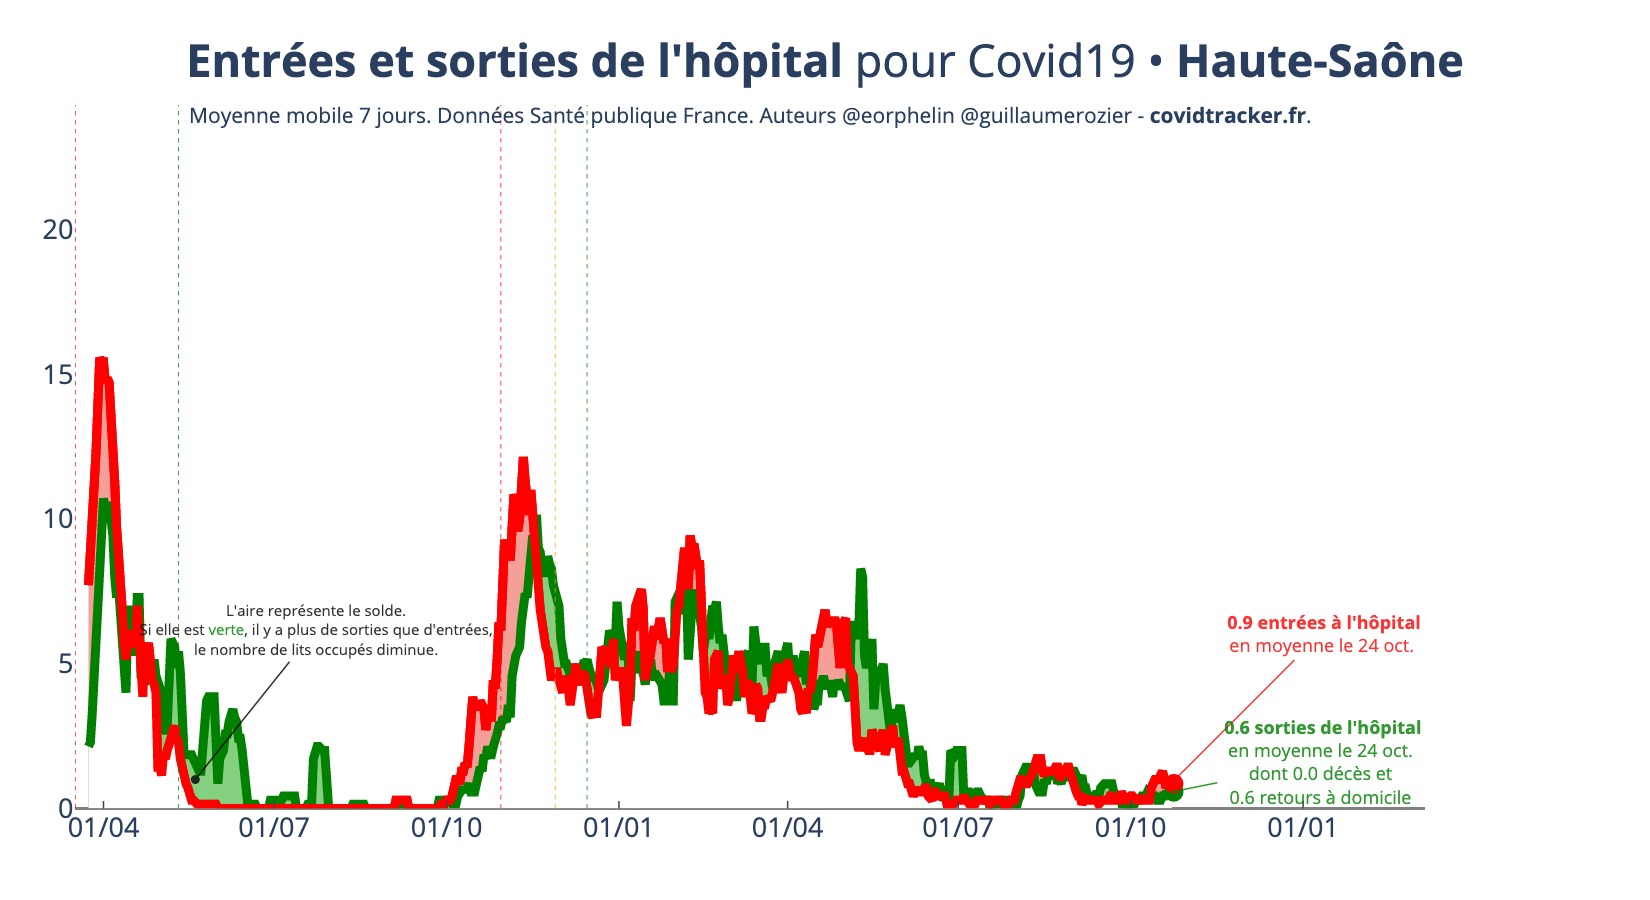 Entrées et sorties de l'hôpital pour Covid19 • Haute-Saône
Moyenne mobile 7 jours. Données Santé publique France. Auteurs @eorphelin @guillaumerozier - covidtracker.fr.
20
15
10
5
0
L'aire représente le solde.
Si elle est verte, il y a plus de sorties que d'entrées,
le nombre de lits occupés diminue.
0.9 entrées à l'hôpital
en moyenne le 24 oct.
0.6 sorties de l'hôpital
en moyenne le 24 oct.
dont 0.0 décès et
0.6 retours à domicile
01/04 01/07 01/10 01/01 01/04 01/07 01/10 01/01